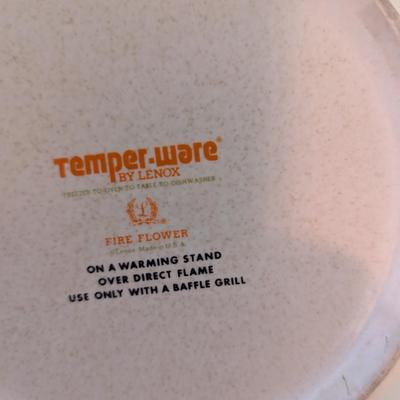 Temper-ware®
BY LENOX
FREEZER-TO-OVEN-TO TABLE-TO-DISHWASHER
L
FIRE FLOWER
©Lenox Made in U.S.A.
ON A WARMING STAND
OVER DIRECT FLAME
USE ONLY WITH A BAFFLE GRILL